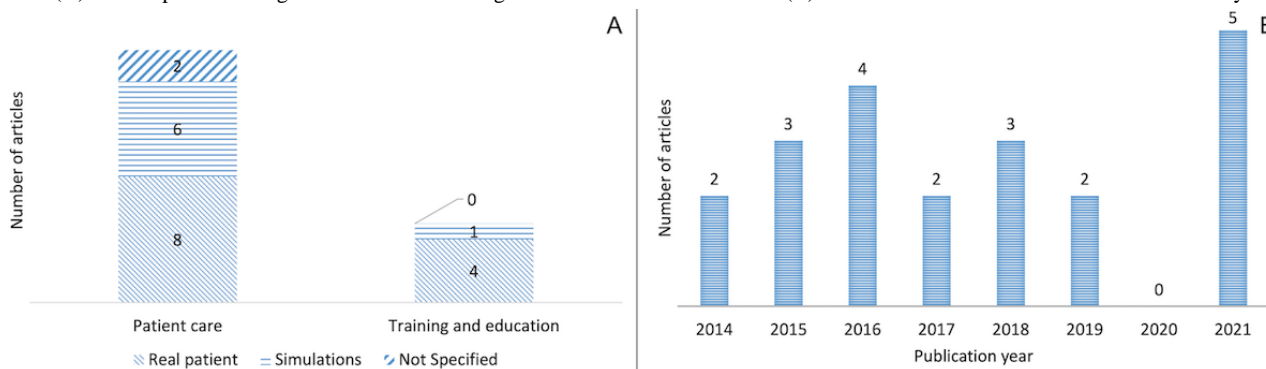 A
2
6
8
0
1
4
Number of articles
Patient care
Training and education
Real patient
Simulations
Not Specified
5
4
3
3
2
2
2
0
Number of articles
2014 2015 2016 2017 2018 2019 2020 2021
Publication year